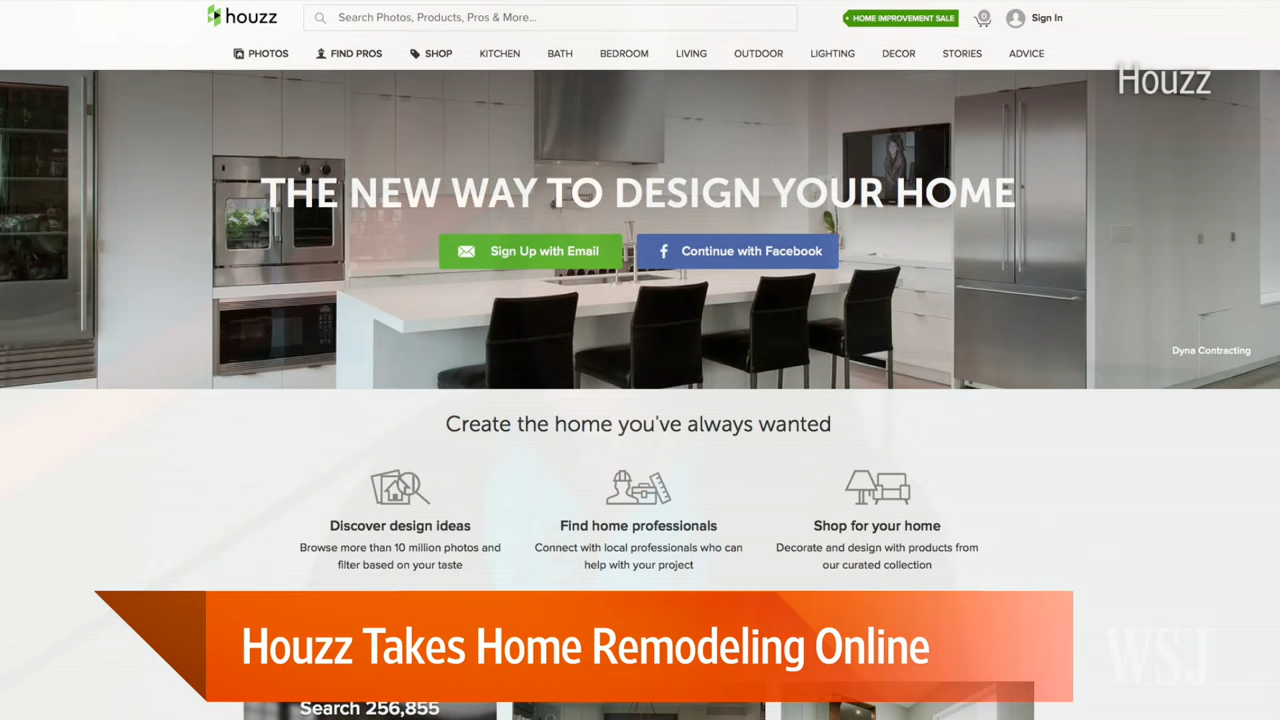 houzz
Search Photos, Products, Pros & More...
HOME IMPROVEMENT SALE
0
Sign In
PHOTOS
FIND PROS
SHOP
KITCHEN
BATH
BEDROOM
LIVING
OUTDOOR
LIGHTING
DECOR
STORIES
ADVICE
Houzz
THE NEW WAY TO DESIGN YOUR HOME
Sign Up with Email
f Continue with Facebook
Dyna Contracting
Create the home you've always wanted
Discover design ideas
Browse more than 10 million photos and
filter based on your taste
Find home professionals
Connect with local professionals who can
help with your project
Shop for your home
Decorate and design with products from
our curated collection
Houzz Takes Home Remodeling Online
WSJ
Search 256,855